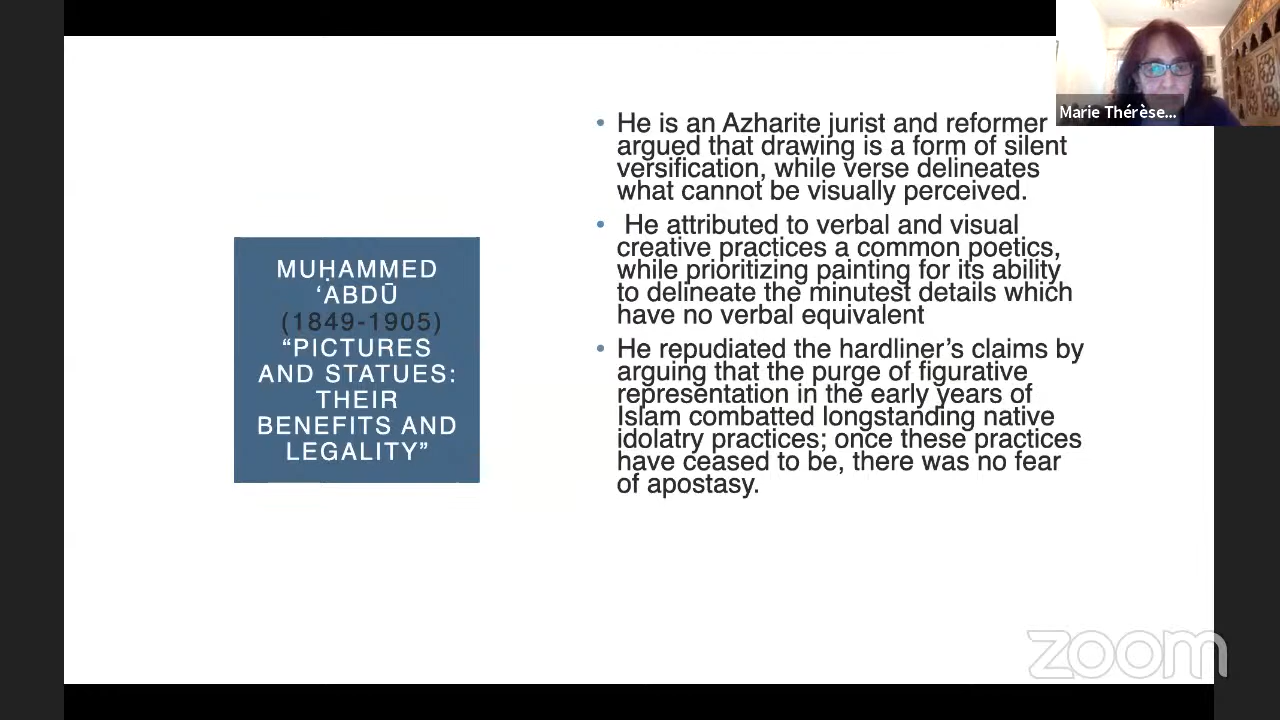 MUḤAMMED
‘ABDŪ
(1849-1905)
“PICTURES
AND STATUES:
THEIR
BENEFITS AND
LEGALITY”
• He is an Azharite jurist and reformer
argued that drawing is a form of silent
versification, while verse delineates
what cannot be visually perceived.
• He attributed to verbal and visual
creative practices a common poetics,
while prioritizing painting for its ability
to delineate the minutest details which
have no verbal equivalent
• He repudiated the hardliner’s claims by
arguing that the purge of figurative
representation in the early years of
Islam combatted longstanding native
idolatry practices; once these practices
have ceased to be, there was no fear
of apostasy.
Marie Thérèse...
zoom